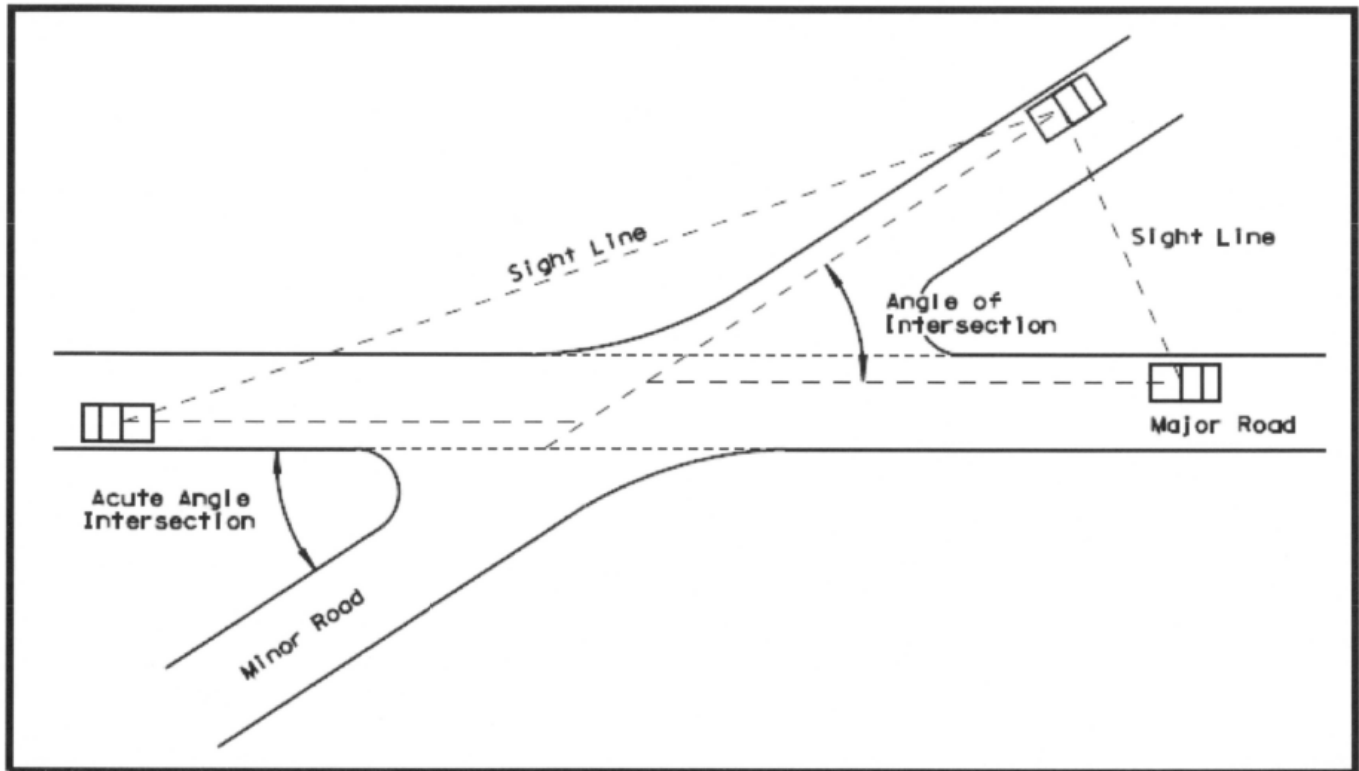 Sight Line
Sight Line
Angle of
Intersection
Major Road
Acute Angle
Intersection
Minor Road